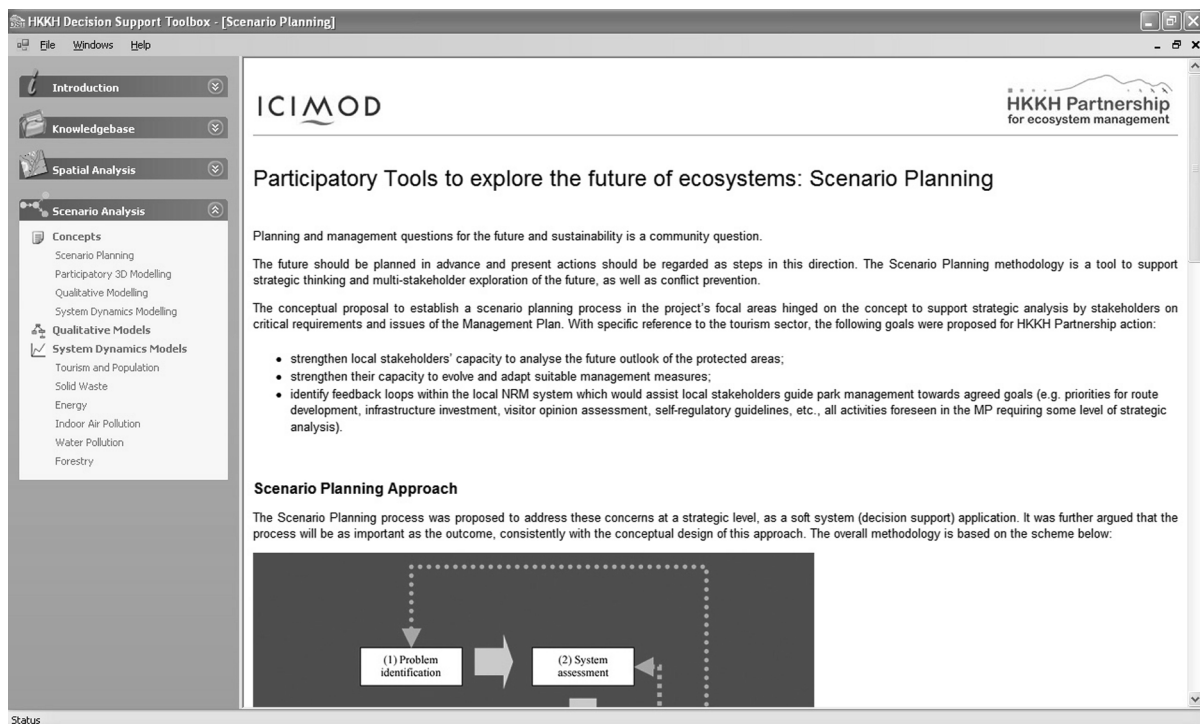 HKKH Decision Support Toolbox - [Scenario Planning]
File Windows Help
Introduction
Knowledgebase
Spatial Analysis
Scenario Analysis
Concepts
Scenario Planning
Participatory 3D Modelling
Qualitative Modelling
System Dynamics Modelling
Qualitative Models
System Dynamics Models
Tourism and Population
Solid Waste
Energy
Indoor Air Pollution
Water Pollution
Forestry
ICIMOD
HKKH Partnership
for ecosystem management
Participatory Tools to explore the future of ecosystems: Scenario Planning
Planning and management questions for the future and sustainability is a community question.
The future should be planned in advance and present actions should be regarded as steps in this direction. The Scenario Planning methodology is a tool to support
strategic thinking and multi-stakeholder exploration of the future, as well as conflict prevention.
The conceptual proposal to establish a scenario planning process in the project's focal areas hinged on the concept to support strategic analysis by stakeholders on
critical requirements and issues of the Management Plan. With specific reference to the tourism sector, the following goals were proposed for HKKH Partnership action:
• strengthen local stakeholders' capacity to analyse the future outlook of the protected areas;
• strengthen their capacity to evolve and adapt suitable management measures;
• identify feedback loops within the local NRM system which would assist local stakeholders guide park management towards agreed goals (e.g. priorities for route
development, infrastructure investment, visitor opinion assessment, self-regulatory guidelines, etc., all activities foreseen in the MP requiring some level of strategic
analysis).
Scenario Planning Approach
The Scenario Planning process was proposed to address these concerns at a strategic level, as a soft system (decision support) application. It was further argued that the
process will be as important as the outcome, consistently with the conceptual design of this approach. The overall methodology is based on the scheme below:
(1) Problem
identification
(2) System
assessment
Status